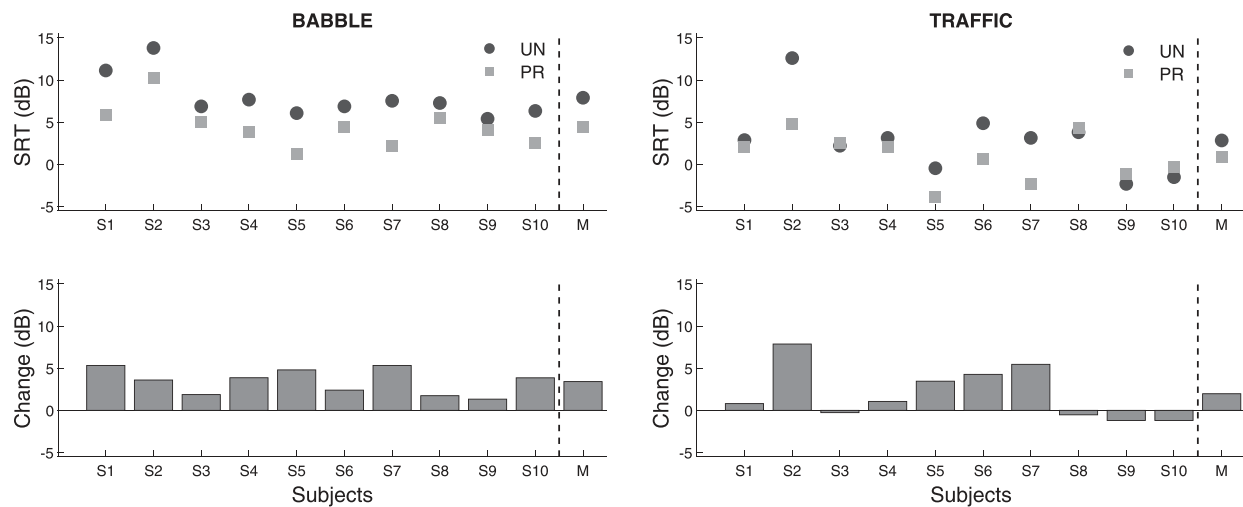 BABBLE
UN
PR
15
10
5
0
-5
SRT (dB)
S1 S2 S3 S4 S5 S6 S7 S8 S9 S10 M
TRAFFIC
UN
PR
15
10
5
0
-5
SRT (dB)
S1 S2 S3 S4 S5 S6 S7 S8 S9 S10 M
15
10
5
0
-5
Change (dB)
S1 S2 S3 S4 S5 S6 S7 S8 S9 S10 M
Subjects
15
10
5
0
-5
Change (dB)
S1 S2 S3 S4 S5 S6 S7 S8 S9 S10 M
Subjects